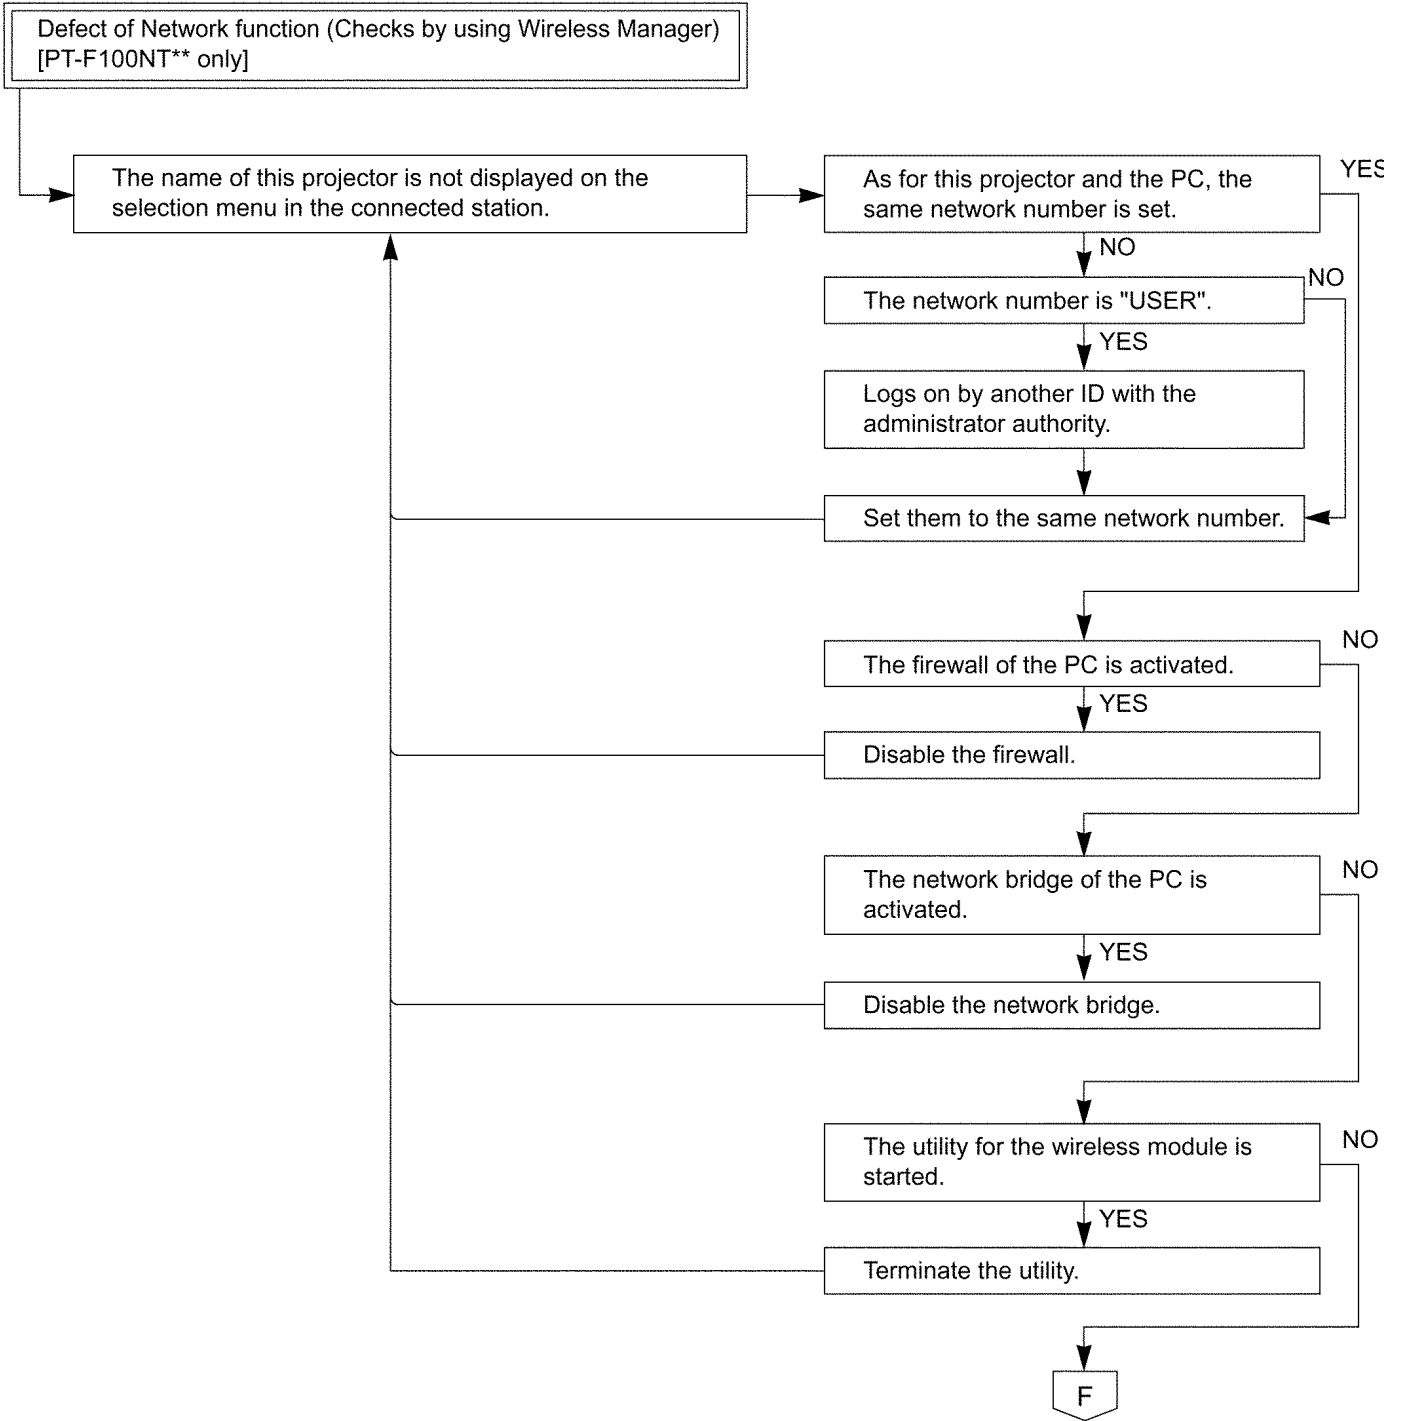 Defect of Network function (Checks by using Wireless Manager)
[PT-F100NT** only]
The name of this projector is not displayed on the
selection menu in the connected station.
As for this projector and the PC, the
same network number is set.
YES
NO
The network number is "USER".
NO
YES
Logs on by another ID with the
administrator authority.
Set them to the same network number.
The firewall of the PC is activated.
NO
YES
Disable the firewall.
The network bridge of the PC is
activated.
NO
YES
Disable the network bridge.
The utility for the wireless module is
started.
NO
YES
Terminate the utility.
F